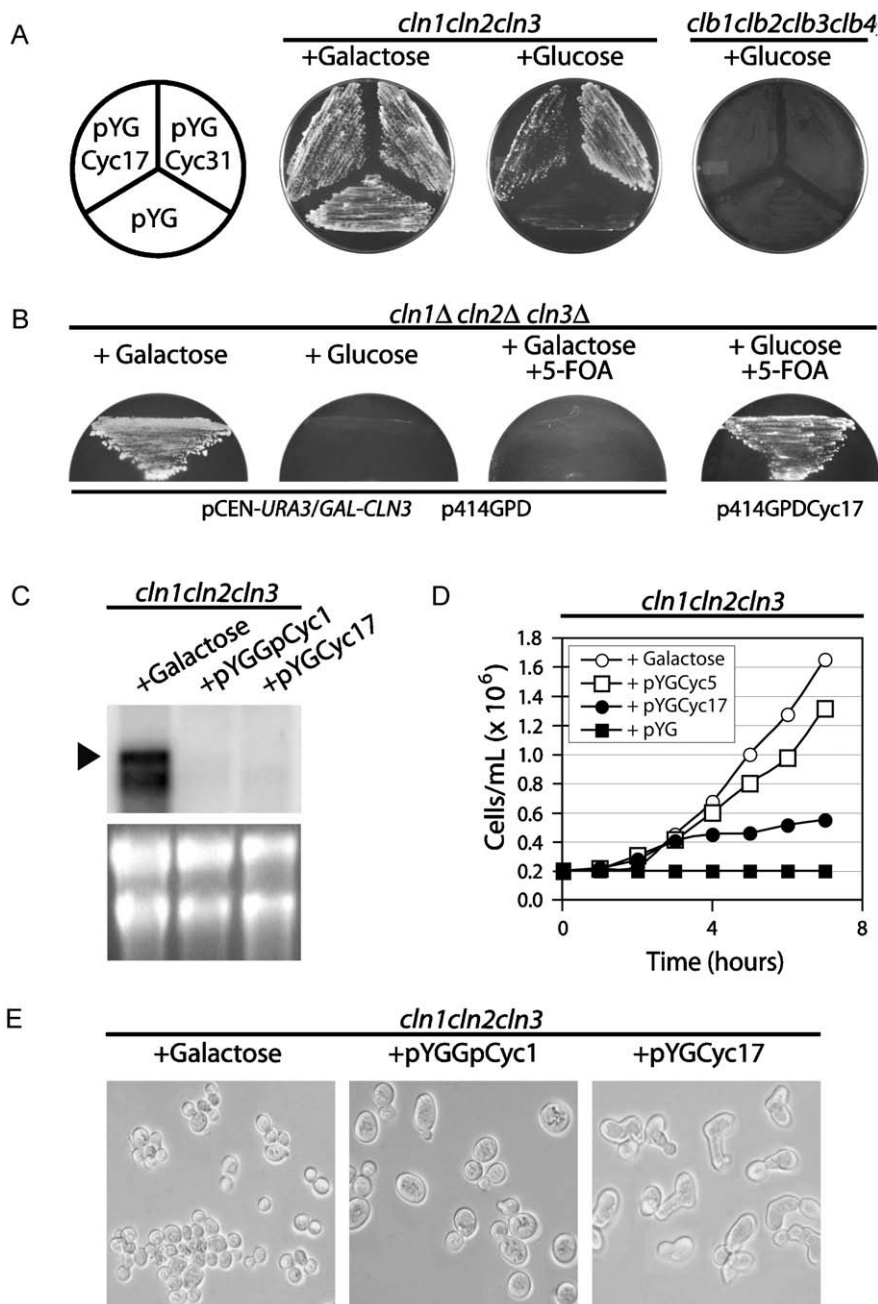 A
cln1cln2cln3
clb1clb2clb3clb4
+Galactose
+Glucose
+Glucose
pYG
Cyc17
pYG
Cyc31
pYG
B
cln1Δ cln2Δ cln3Δ
+ Galactose
+ Glucose
+ Galactose
+5-FOA
+ Glucose
+5-FOA
pCEN-URA3/GAL-CLN3 p414GPD
p414GPDCyc17
C
cln1cln2cln3
+Galactose
+pYGGpCyc1
+pYGCyc17
D
cln1cln2cln3
Cells/mL (x 10⁶)
1.8
1.6
1.4
1.2
1.0
0.8
0.6
0.4
0.2
0.0
+ Galactose
+ pYGCyc5
+ pYGCyc17
+ pYG
0 4 8
Time (hours)
E
cln1cln2cln3
+Galactose
+pYGGpCyc1
+pYGCyc17